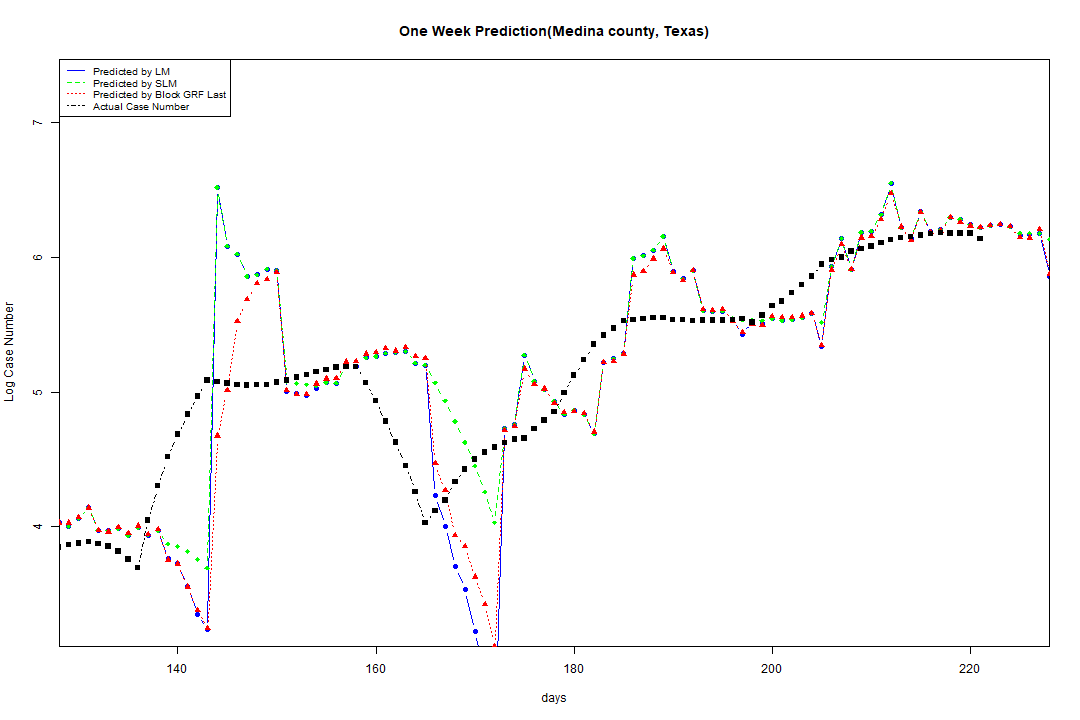 One Week Prediction(Medina county, Texas)
Predicted by LM
Predicted by SLM
Predicted by Block GRF Last
Actual Case Number
7
6
5
4
Log Case Number
140 160 180 200 220
days